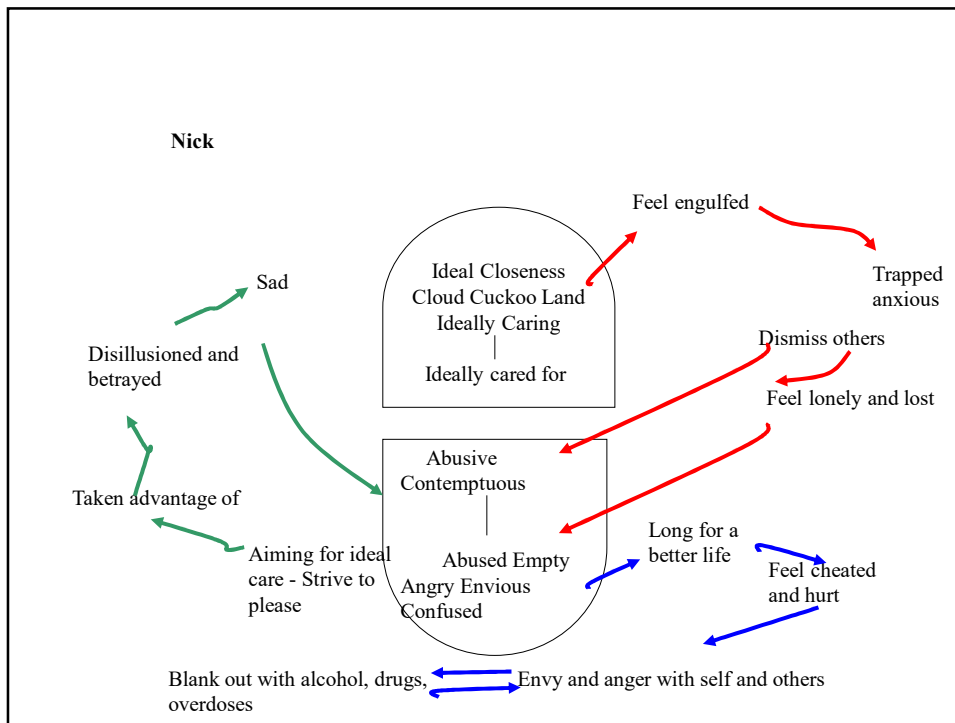 Nick
Feel engulfed
Ideal Closeness
Cloud Cuckoo Land
Ideally Caring
Ideally cared for
Sad
Trapped
anxious
Dismiss others
Feel lonely and lost
Disillusioned and
betrayed
Abusive
Contemptuous
Taken advantage of
Aiming for ideal
care - Strive to
please
Abused Empty
Angry Envious
Confused
Long for a
better life
Feel cheated
and hurt
Blank out with alcohol, drugs,
overdoses
Envy and anger with self and others